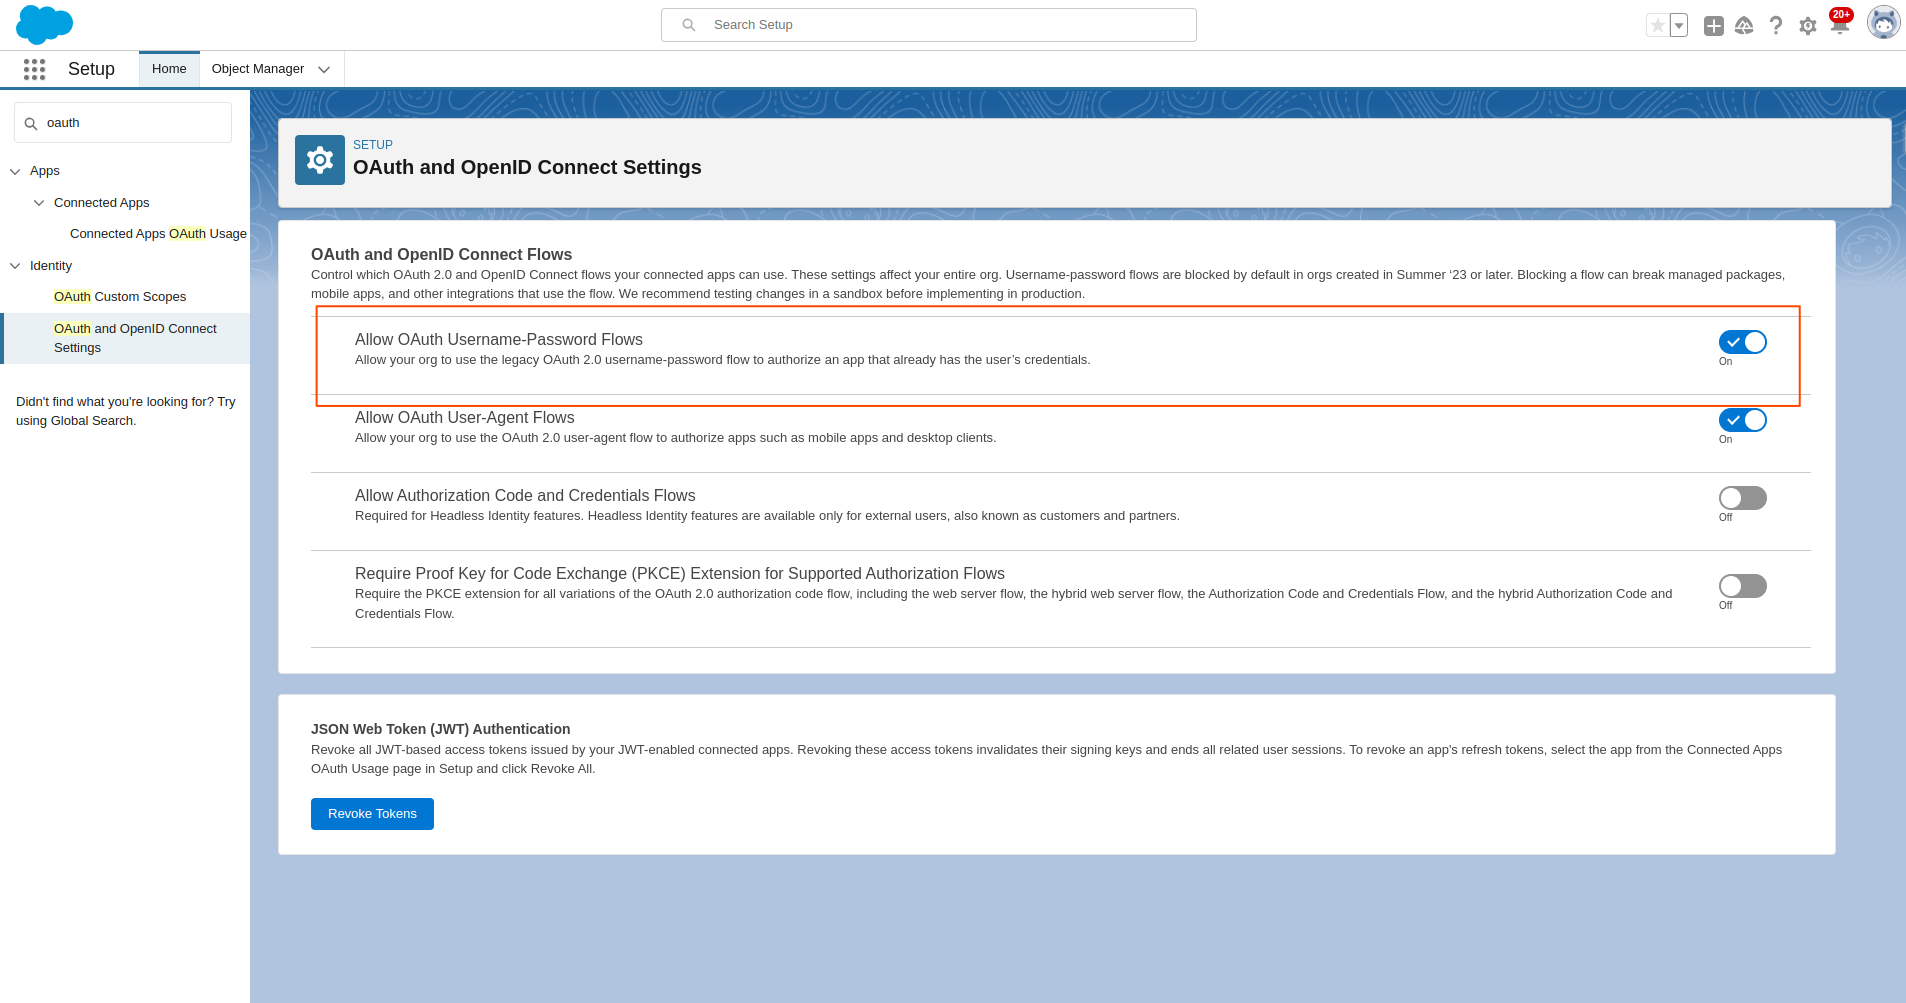 Search Setup
20+
Setup
Home
Object Manager
oauth
Apps
Connected Apps
Connected Apps OAuth Usage
Identity
OAuth Custom Scopes
OAuth and OpenID Connect
Settings
Didn't find what you're looking for? Try
using Global Search.
SETUP
OAuth and OpenID Connect Settings
OAuth and OpenID Connect Flows
Control which OAuth 2.0 and OpenID Connect flows your connected apps can use. These settings affect your entire org. Username-password flows are blocked by default in orgs created in Summer ‘23 or later. Blocking a flow can break managed packages,
mobile apps, and other integrations that use the flow. We recommend testing changes in a sandbox before implementing in production.
Allow OAuth Username-Password Flows
Allow your org to use the legacy OAuth 2.0 username-password flow to authorize an app that already has the user’s credentials.
On
Allow OAuth User-Agent Flows
Allow your org to use the OAuth 2.0 user-agent flow to authorize apps such as mobile apps and desktop clients.
On
Allow Authorization Code and Credentials Flows
Required for Headless Identity features. Headless Identity features are available only for external users, also known as customers and partners.
Off
Require Proof Key for Code Exchange (PKCE) Extension for Supported Authorization Flows
Require the PKCE extension for all variations of the OAuth 2.0 authorization code flow, including the web server flow, the hybrid web server flow, the Authorization Code and Credentials Flow, and the hybrid Authorization Code and
Credentials Flow.
Off
JSON Web Token (JWT) Authentication
Revoke all JWT-based access tokens issued by your JWT-enabled connected apps. Revoking these access tokens invalidates their signing keys and ends all related user sessions. To revoke an app's refresh tokens, select the app from the Connected Apps
OAuth Usage page in Setup and click Revoke All.
Revoke Tokens